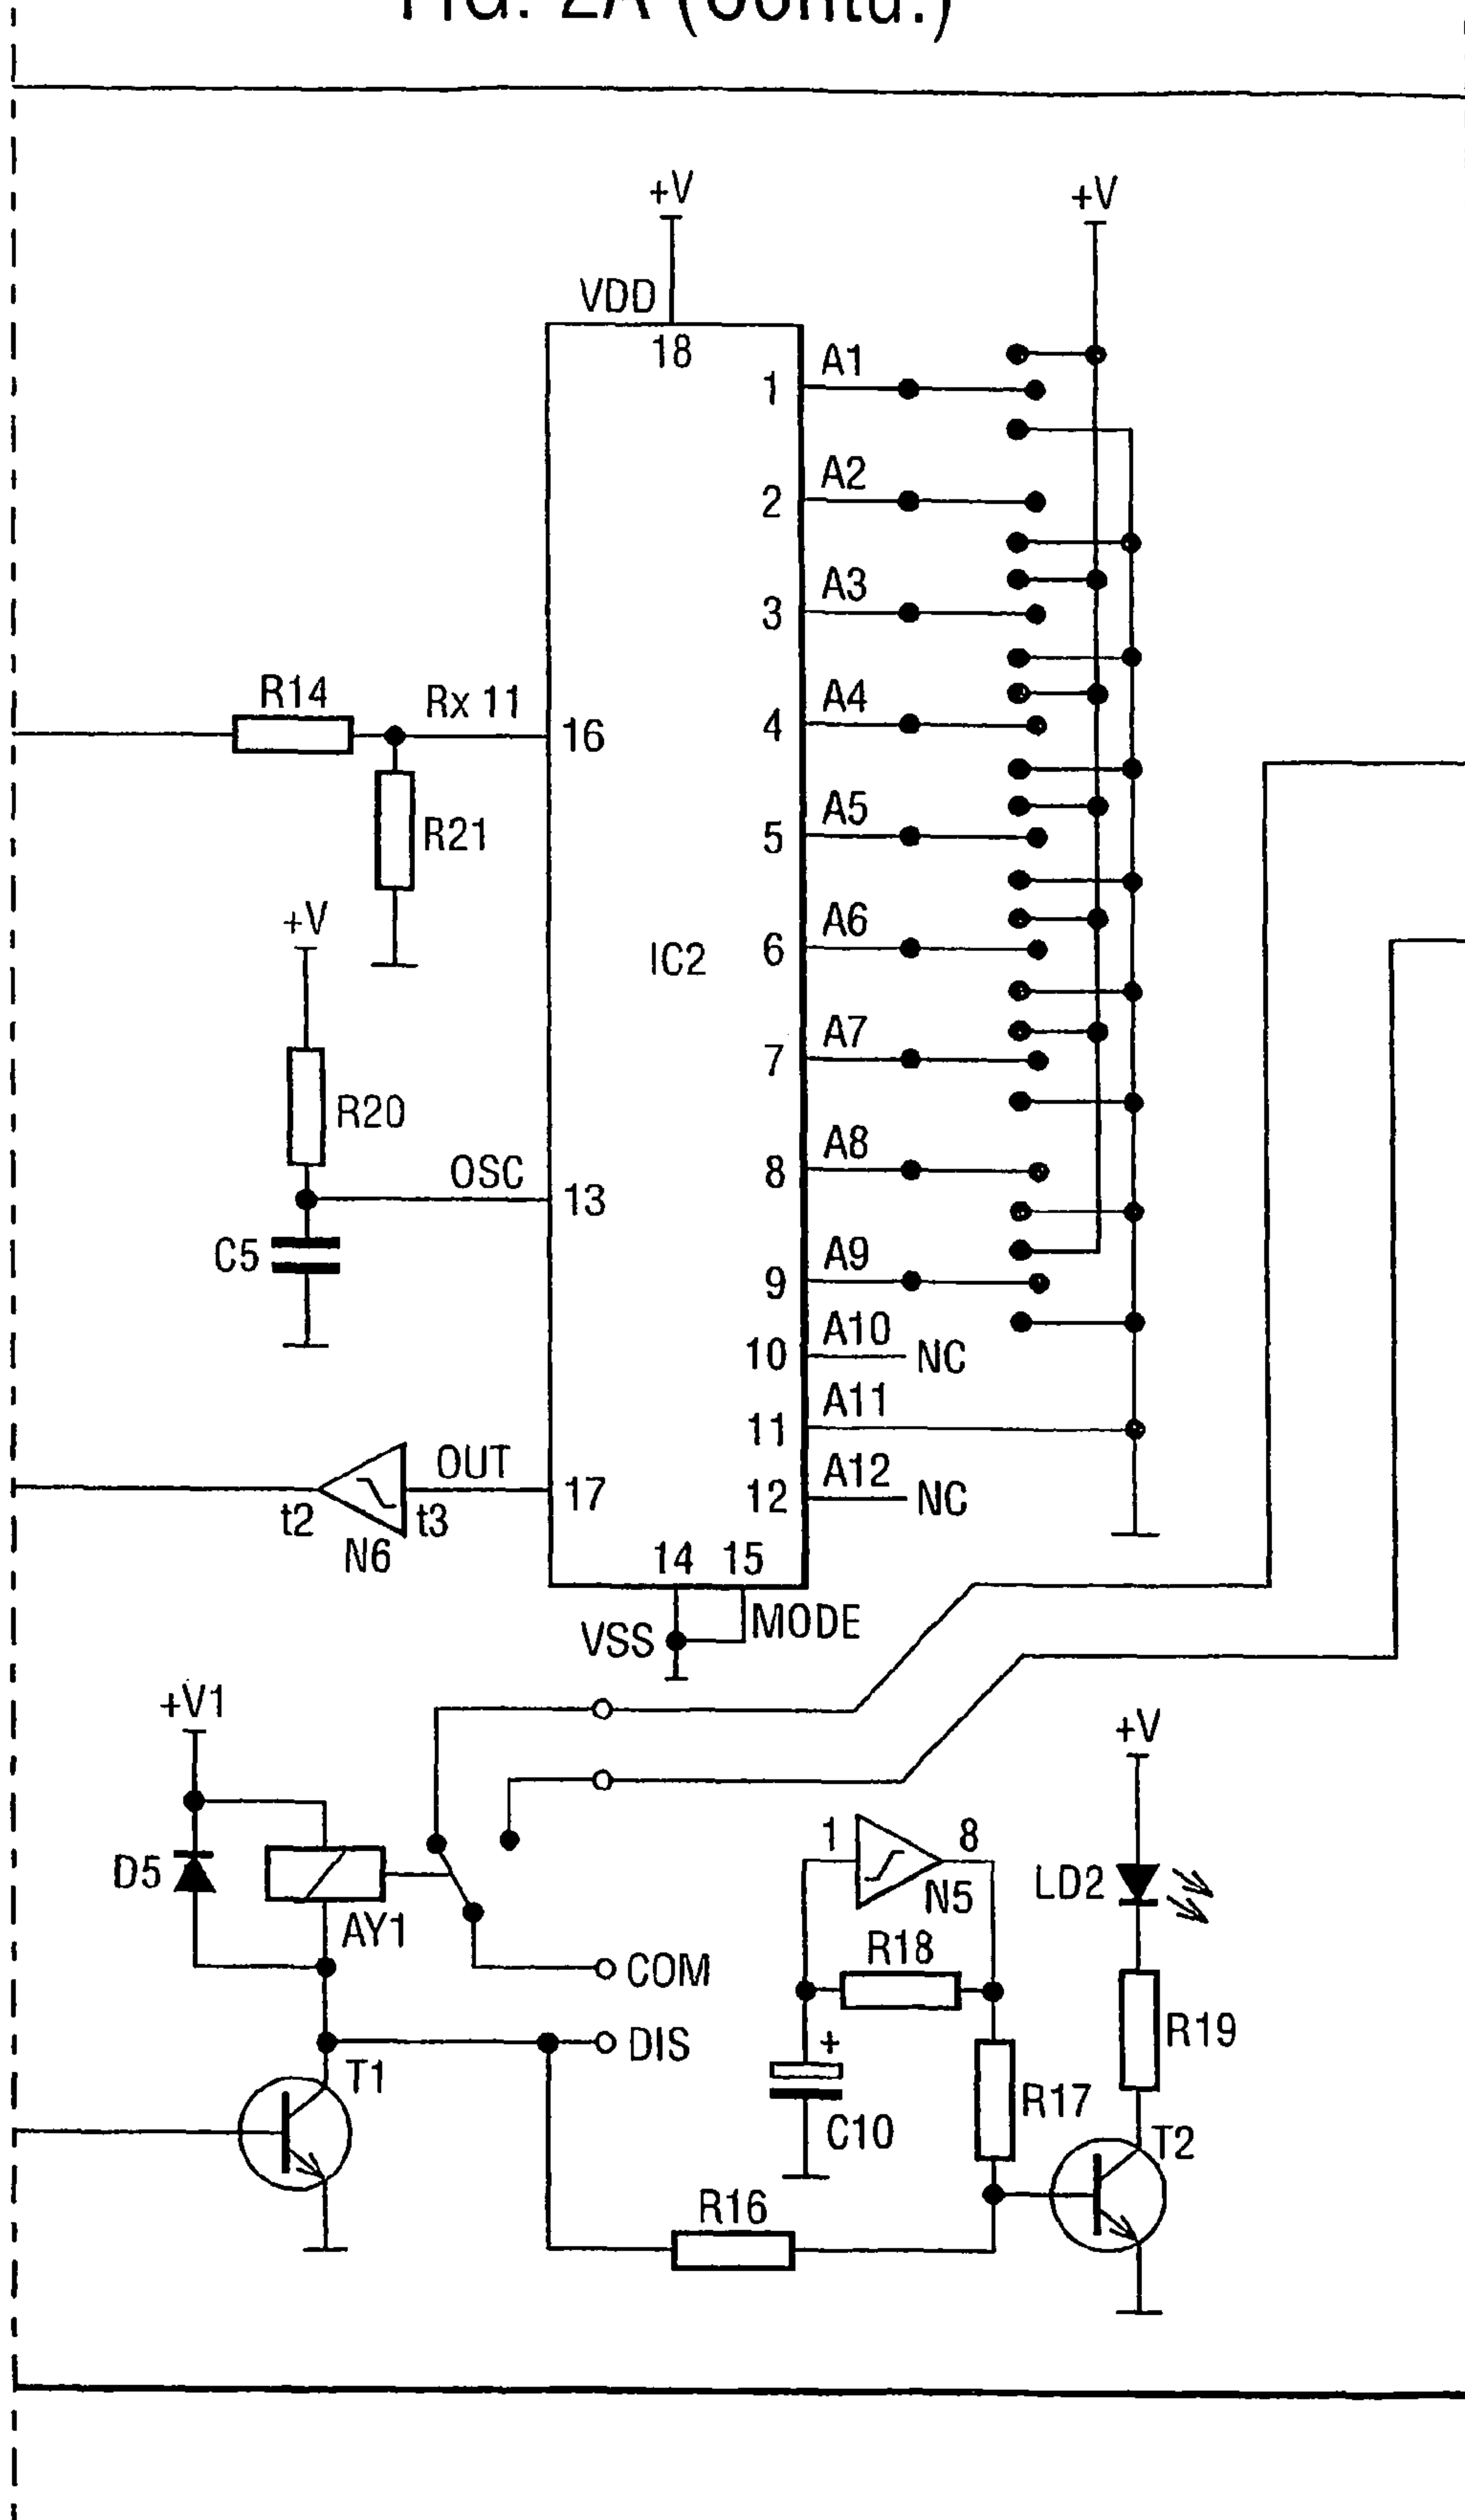 FIG. 2A (Contd.)
+V
+V
VDD
18
1 A1
2 A2
3 A3
4 A4
5 A5
6 A6
7 A7
8 A8
9 A9
10 A10 NC
11 A11
12 A12 NC
R14
Rx 11
16
R21
+V
IC2
R20
OSC
13
C5
OUT
17
t2
t3
N6
14 15
VSS
MODE
+V1
+V
D5
AY1
1
8
N5
LD2
R18
COM
DIS
+
R19
T1
C10
R17
T2
R16